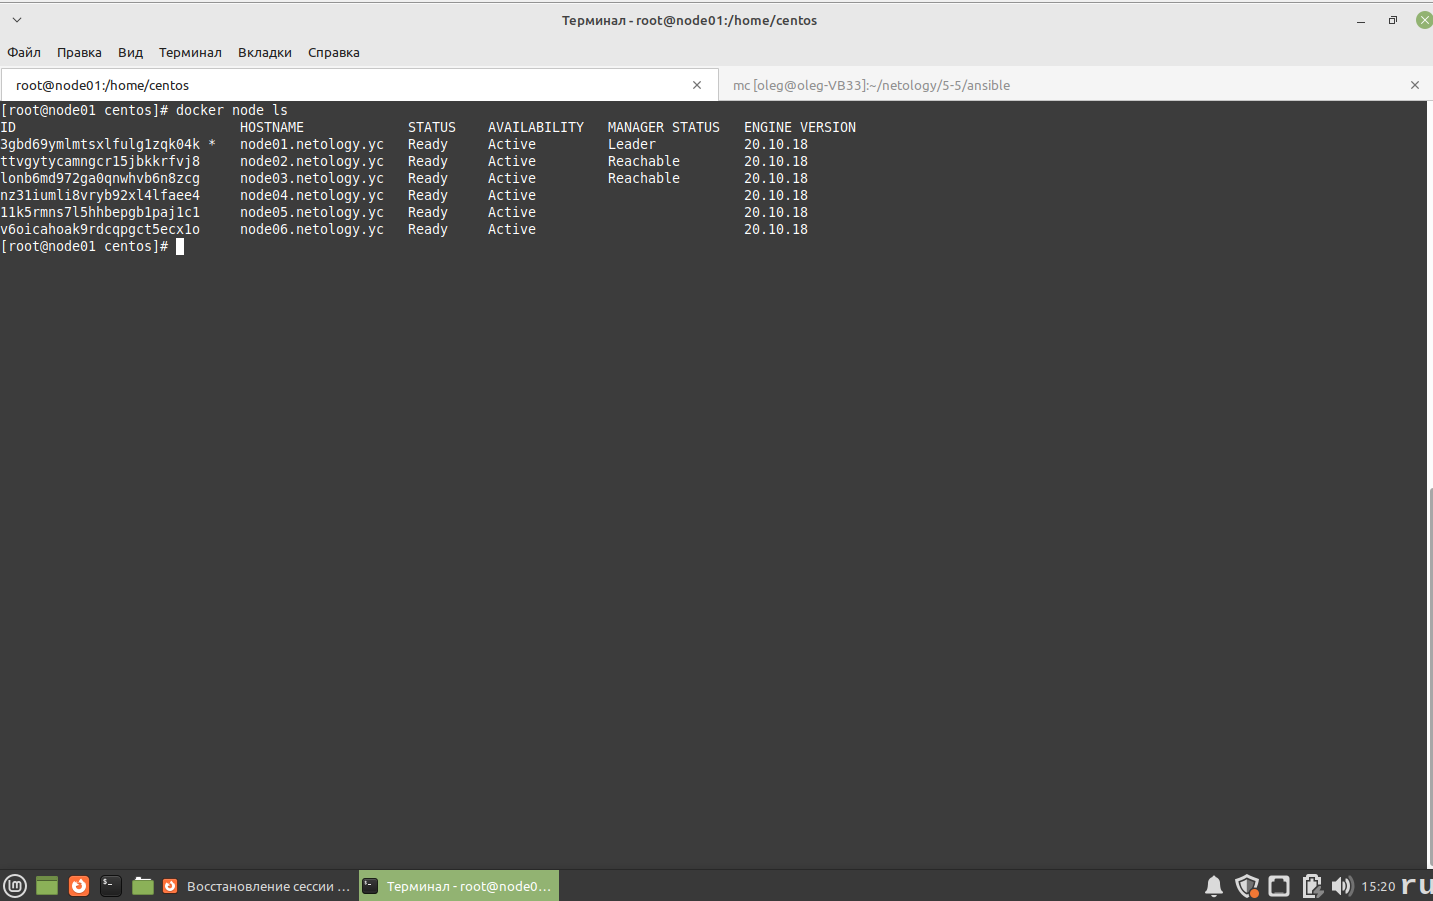 Терминал - root@node01:/home/centos
Файл Правка Вид Терминал Вкладки Справка
root@node01:/home/centos
mc [oleg@oleg-VB33]:~/netology/5-5/ansible
[root@node01 centos]# docker node ls
ID HOSTNAME STATUS AVAILABILITY MANAGER STATUS ENGINE VERSION
3gbd69ymlmtsxlfulg1zqk04k * node01.netology.yc Ready Active Leader 20.10.18
ttvgytycamngcr15jbkkrfvj8 node02.netology.yc Ready Active Reachable 20.10.18
lonb6md972ga0qnwhvb6n8zcg node03.netology.yc Ready Active Reachable 20.10.18
nz31iumli8vryb92xl4lfaee4 node04.netology.yc Ready Active 20.10.18
11k5rmns7l5hhbepgb1paj1c1 node05.netology.yc Ready Active 20.10.18
v6oicahoak9rdcqpgct5ecx1o node06.netology.yc Ready Active 20.10.18
[root@node01 centos]#
Восстановление сессии ...
Терминал - root@node0...
15:20
ru